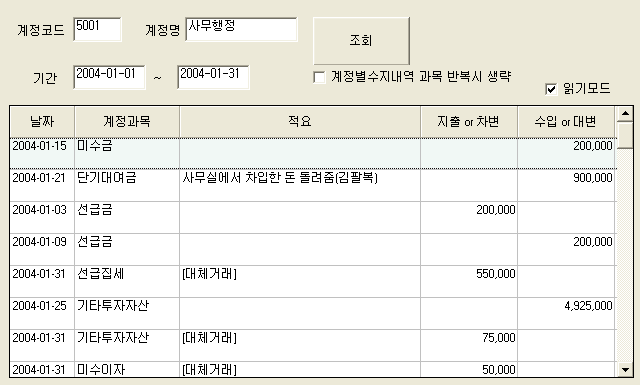 계정코드 5001 계정명 사무행정 조회
기간 2004-01-01 ~ 2004-01-31 계정별수지내역 과목 반복시 생략
읽기모드
날짜 계정과목 적요 지출 or 차변 수입 or 대변
2004-01-15 미수금 200,000
2004-01-21 단기대여금 사무실에서 차입한 돈 돌려줌(김팔복) 900,000
2004-01-03 선급금 200,000
2004-01-09 선급금 200,000
2004-01-31 선급집세 [대체거래] 550,000
2004-01-25 기타투자자산 4,925,000
2004-01-31 기타투자자산 [대체거래] 75,000
2004-01-31 미수이자 [대체거래] 50,000